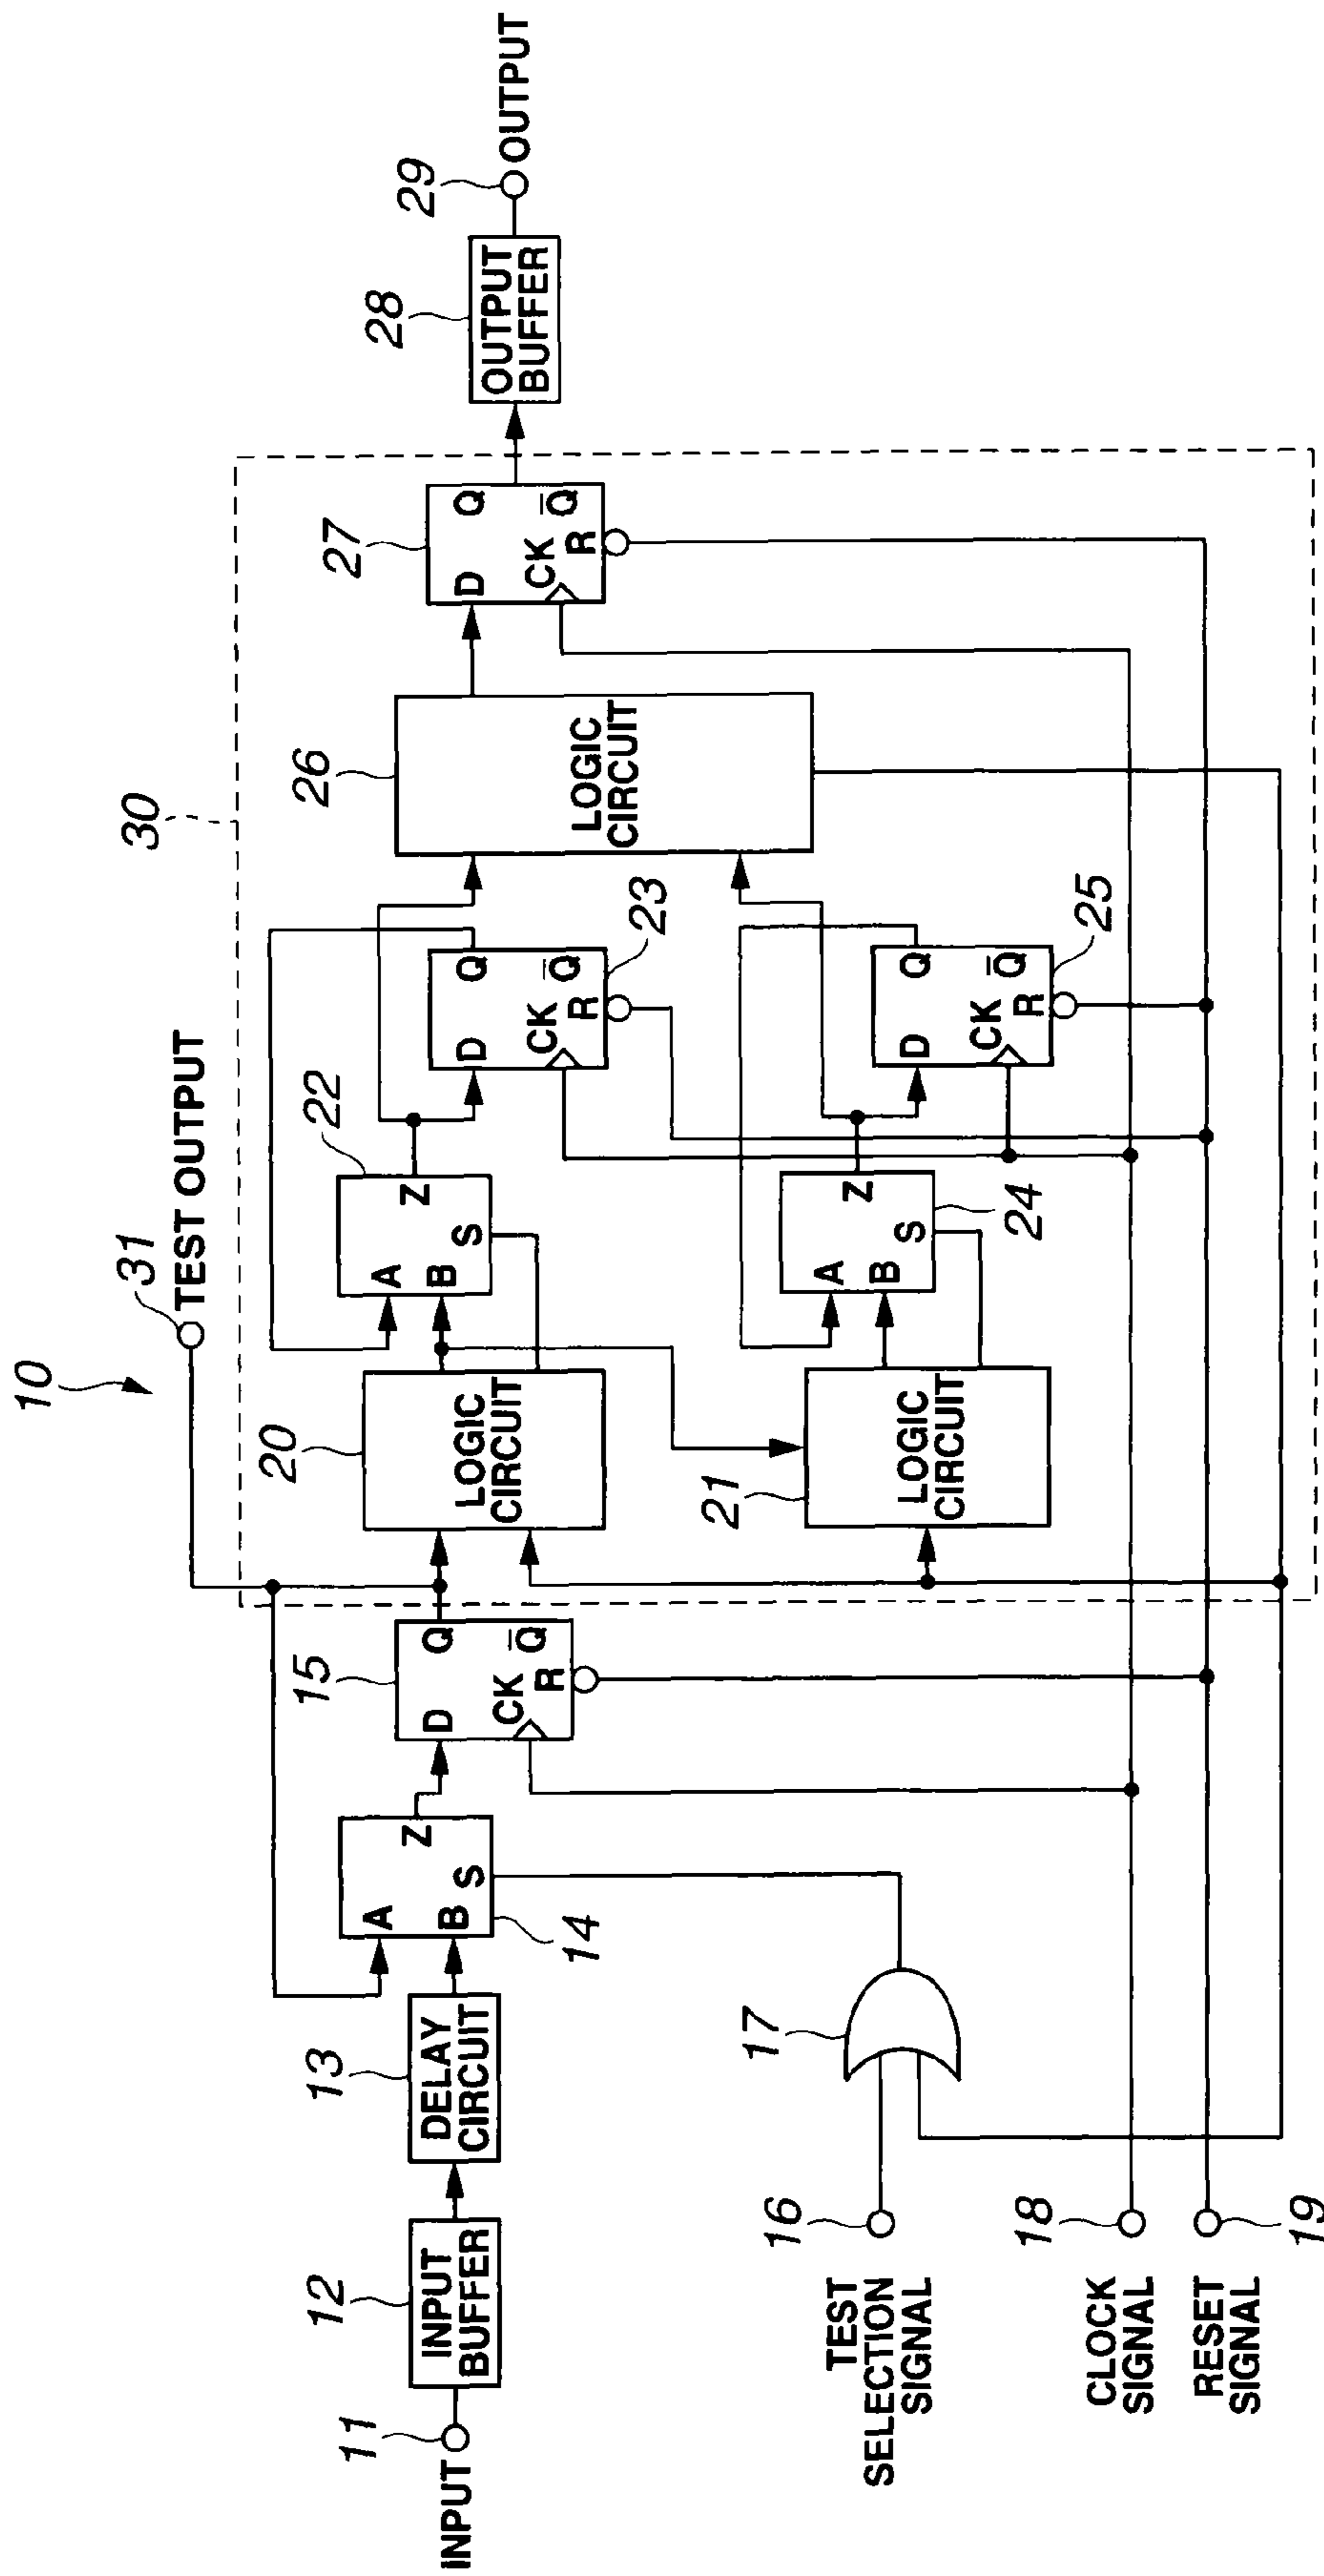 10
31
TEST OUTPUT
30
INPUT
11
12
INPUT
BUFFER
13
DELAY
CIRCUIT
14
A
B
S
Z
15
D
Q
CK
R
Q̅
20
LOGIC
CIRCUIT
22
A
B
S
Z
23
D
Q
CK
R
Q̅
26
LOGIC
CIRCUIT
27
D
Q
CK
R
Q̅
28
OUTPUT
BUFFER
29
OUTPUT
21
LOGIC
CIRCUIT
24
A
B
S
Z
25
D
Q
CK
R
Q̅
17
TEST
SELECTION
SIGNAL
16
CLOCK
SIGNAL
18
RESET
SIGNAL
19